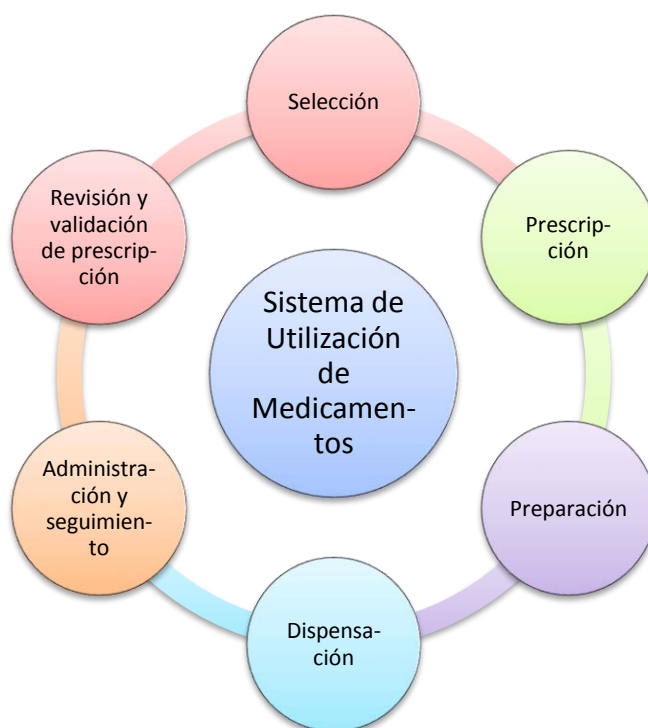 Selección
Prescrip-
ción
Preparación
Dispensa-
ción
Administra-
ción y
seguimien-
to
Revisión y
validación
de prescrip-
ción
Sistema de
Utilización
de
Medicamen-
tos